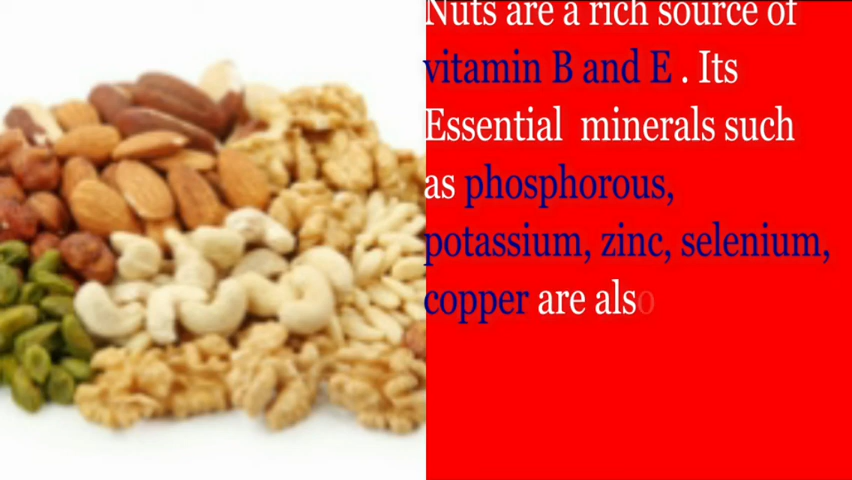 Nuts are a rich source of
vitamin B and E . Its
Essential  minerals such
as phosphorous,
potassium, zinc, selenium,
copper are also